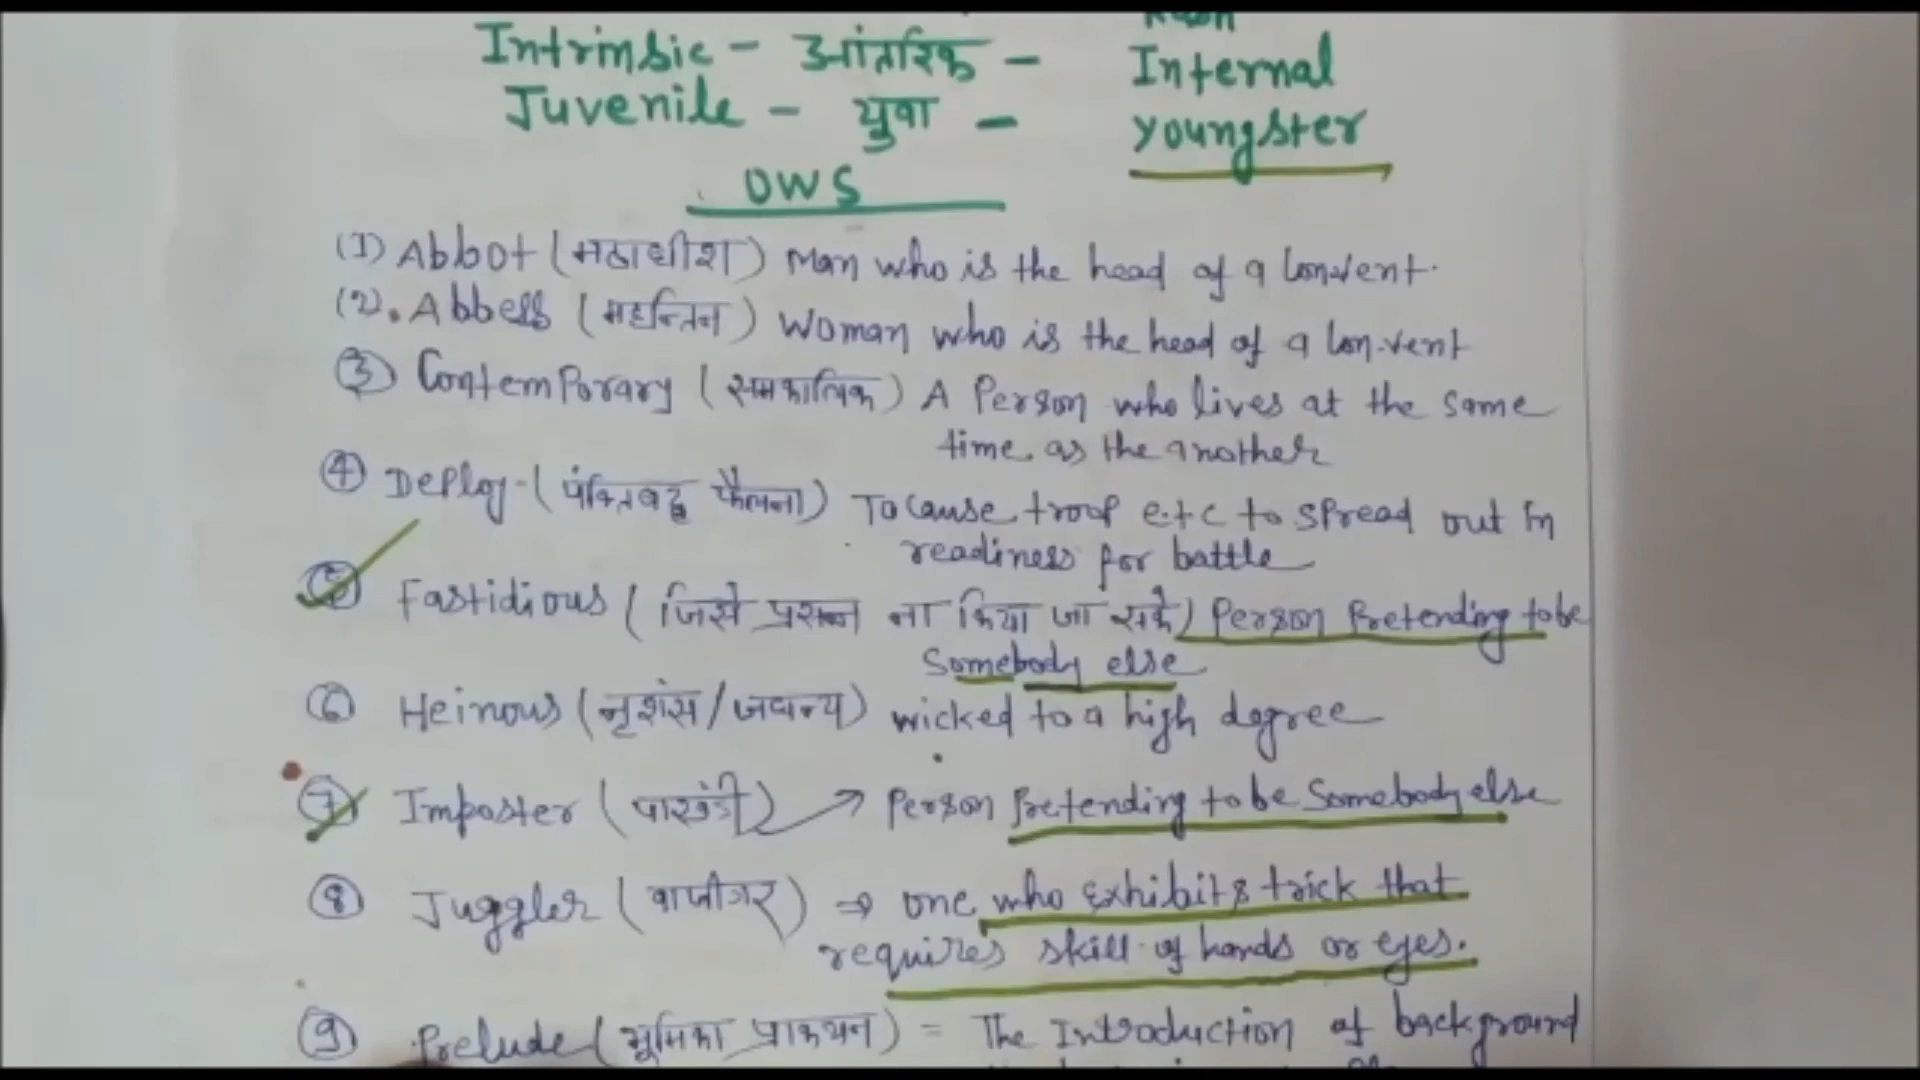 Intrinsic - आंतरिक - Internal
Juvenile - युवा - youngster
OWS
(1) Abbot (मठाधीश) Man who is the head of a Convent.
(2). Abbess (महन्तिन) Woman who is the head of a Con-vent
(3) Contemporary (समकालिक) A Person who lives at the same
time as the another
(4) Deploy-(पंक्तिबद्ध फैलना) To Cause troop etc to spread out in
readiness for battle
(5) Fastidious (जिसे प्रसन्न ना किया जा सके) Person Pretending to be
Somebody else
(6) Heinous (नृशंस/जघन्य) wicked to a high degree
(7) Imposter (पाखंडी) → Person Pretending to be Somebody else
(8) Juggler (बाजीगर) → one who exhibits trick that
requires skill of hands or eyes.
(9) Prelude (भूमिका प्राक्थन) = The Introduction of background